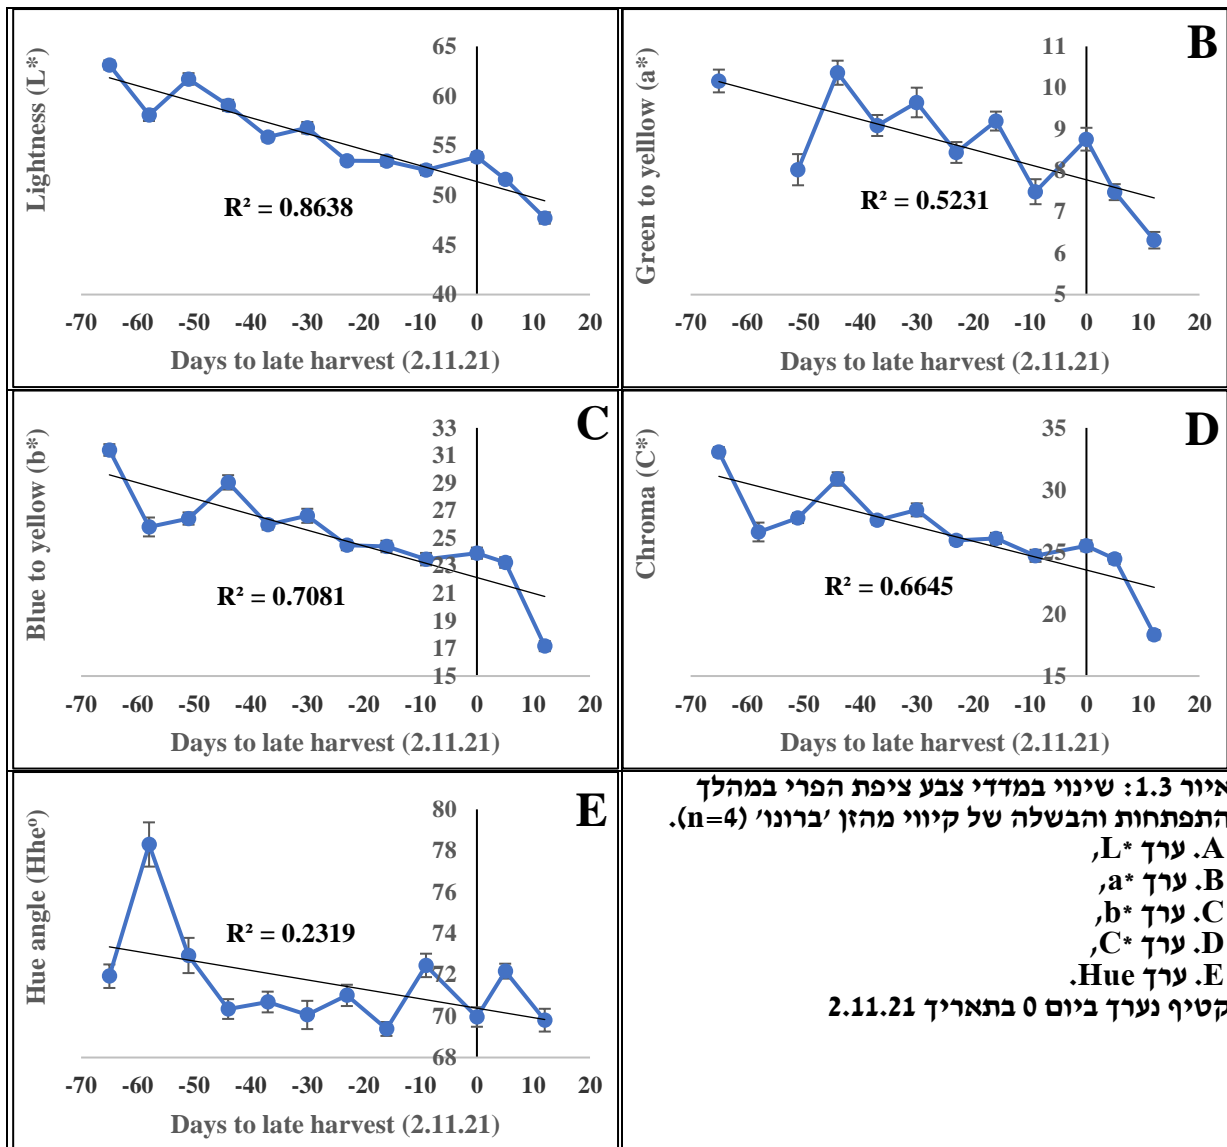 Lightness (L*)
65
60
55
50
45
40
R² = 0.8638
-70 -60 -50 -40 -30 -20 -10 0 10 20
Days to late harvest (2.11.21)
B
Green to yelllow (a*)
11
10
9
8
7
6
5
R² = 0.5231
-70 -60 -50 -40 -30 -20 -10 0 10 20
Days to late harvest (2.11.21)
C
Blue to yellow (b*)
33
31
29
27
25
23
21
19
17
15
R² = 0.7081
-70 -60 -50 -40 -30 -20 -10 0 10 20
Days to late harvest (2.11.21)
D
Chroma (C*)
35
30
25
20
15
R² = 0.6645
-70 -60 -50 -40 -30 -20 -10 0 10 20
Days to late harvest (2.11.21)
E
Hue angle (Hheº)
80
78
76
74
72
70
68
R² = 0.2319
-70 -60 -50 -40 -30 -20 -10 0 10 20
Days to late harvest (2.11.21)
איור 1.3: שינוי במדדי צבע ציפת הפרי במהלך
התפתחות והבשלה של קיווי מהזן 'ברונו' (n=4).
A. ערך L*,
B. ערך a*,
C. ערך b*,
D. ערך C*,
E. ערך Hue.
קטיף נערך ביום 0 בתאריך 2.11.21